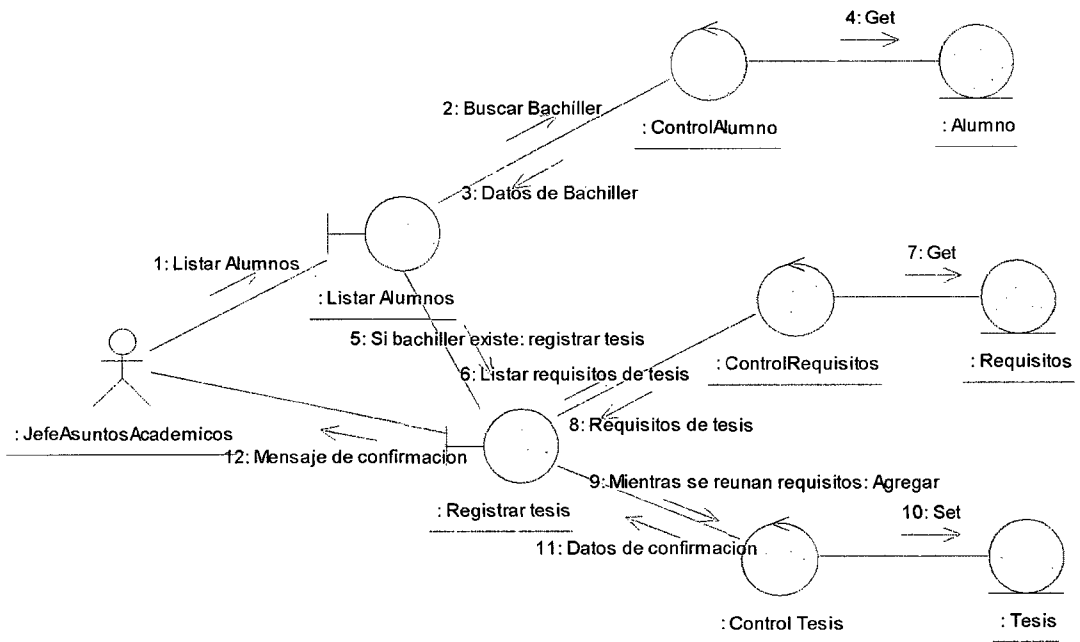 4: Get
2: Buscar Bachiller
: ControlAlumno
: Alumno
3: Datos de Bachiller
1: Listar Alumnos
7: Get
: Listar Alumnos
5: Si bachiller existe: registrar tesis
6: Listar requisitos de tesis
: ControlRequisitos
: Requisitos
8: Requisitos de tesis
: JefeAsuntosAcademicos
12: Mensaje de confirmacion
9: Mientras se reunan requisitos: Agregar
: Registrar tesis
10: Set
11: Datos de confirmacion
: Control Tesis
: Tesis